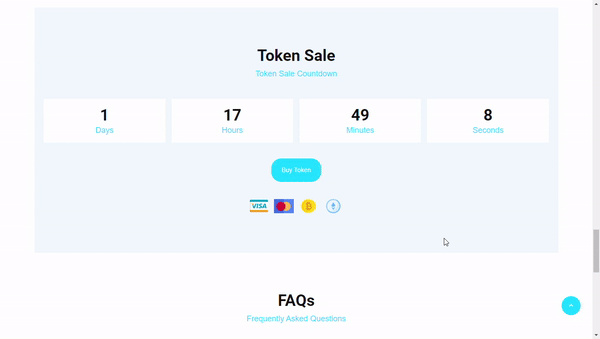 Token Sale
Token Sale Countdown
1 17 49 8
Days Hours Minutes Seconds
Buy Token
VISA
FAQs
Frequently Asked Questions